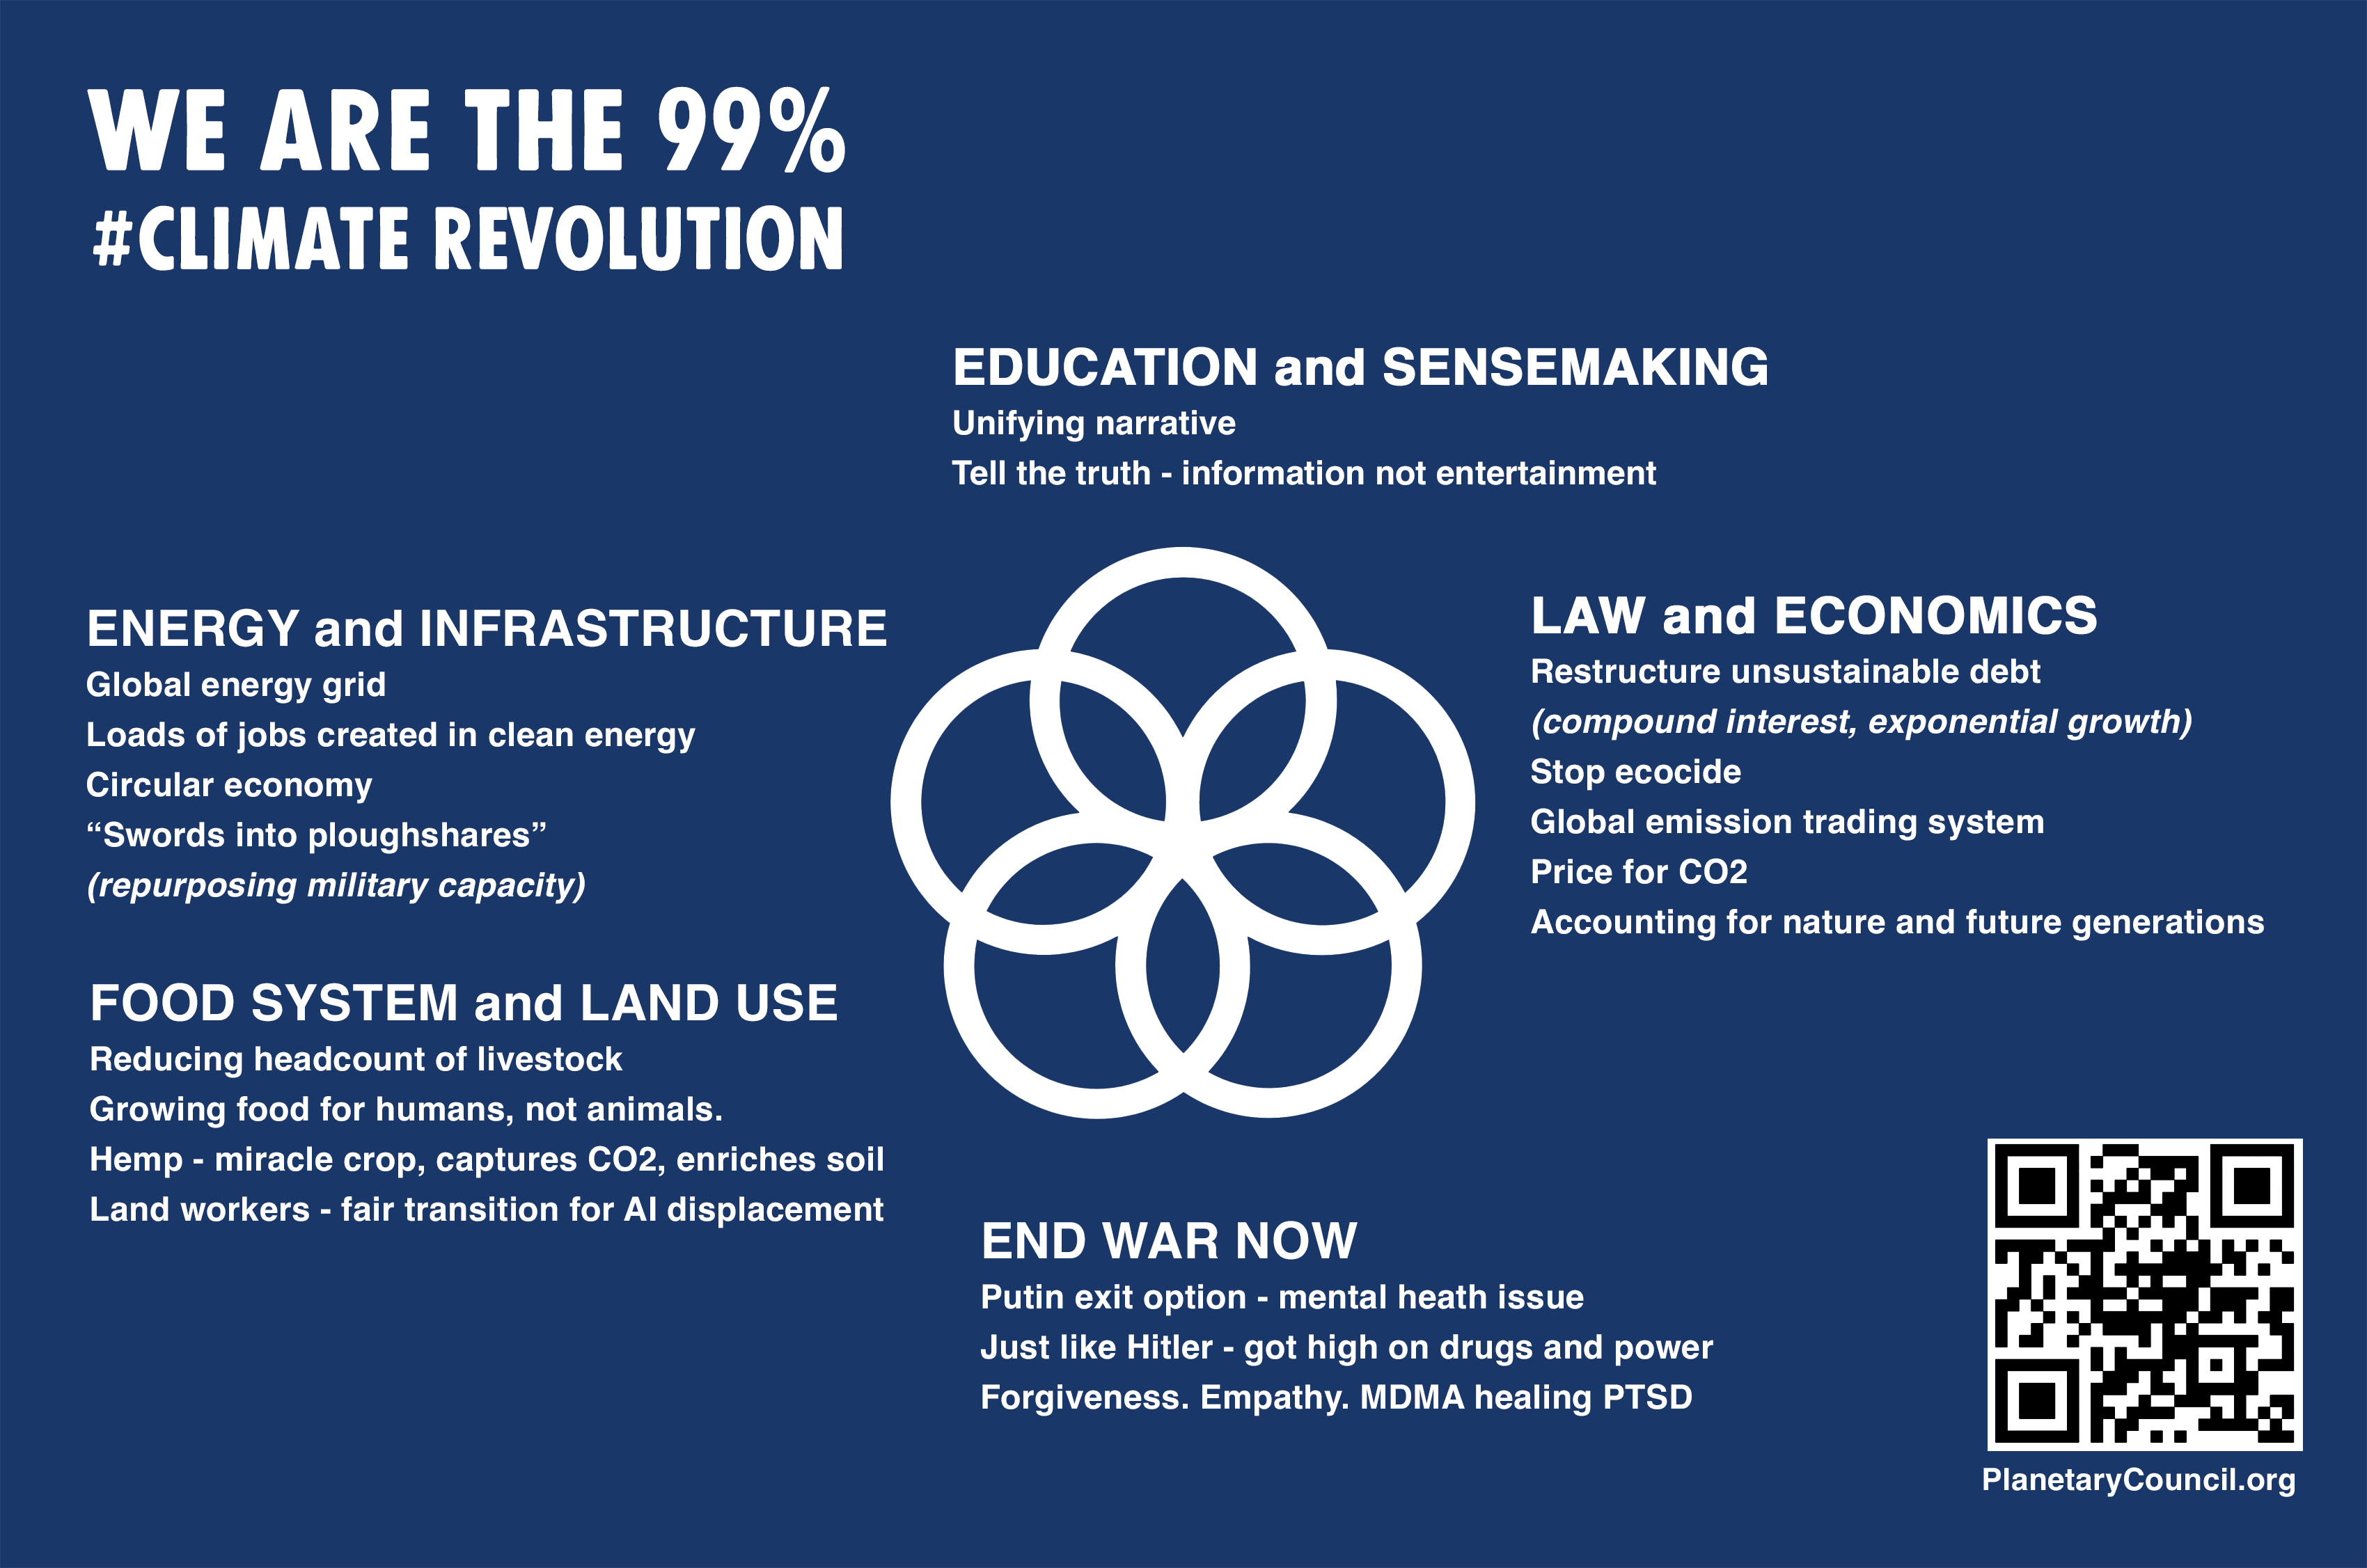 WE ARE THE 99%
#CLIMATE REVOLUTION
EDUCATION and SENSEMAKING
Unifying narrative
Tell the truth - information not entertainment
ENERGY and INFRASTRUCTURE
Global energy grid
Loads of jobs created in clean energy
Circular economy
“Swords into ploughshares”
(repurposing military capacity)
LAW and ECONOMICS
Restructure unsustainable debt
(compound interest, exponential growth)
Stop ecocide
Global emission trading system
Price for CO2
Accounting for nature and future generations
FOOD SYSTEM and LAND USE
Reducing headcount of livestock
Growing food for humans, not animals.
Hemp - miracle crop, captures CO2, enriches soil
Land workers - fair transition for AI displacement
END WAR NOW
Putin exit option - mental heath issue
Just like Hitler - got high on drugs and power
Forgiveness. Empathy. MDMA healing PTSD
PlanetaryCouncil.org